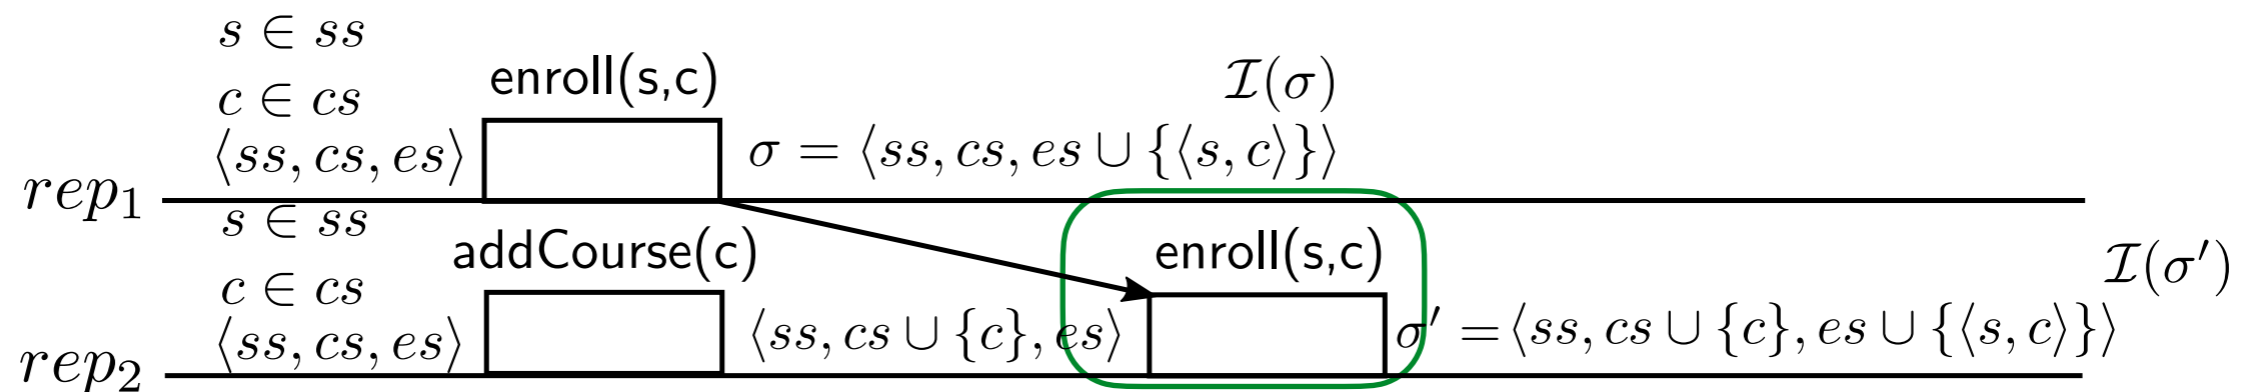 s ∈ ss
c ∈ cs
⟨ss, cs, es⟩
enroll(s,c)
σ = ⟨ss, cs, es ∪ {⟨s, c⟩}⟩
I(σ)
rep₁
s ∈ ss
c ∈ cs
⟨ss, cs, es⟩
addCourse(c)
⟨ss, cs ∪ {c}, es⟩
enroll(s,c)
σ′ = ⟨ss, cs ∪ {c}, es ∪ {⟨s, c⟩}⟩
I(σ′)
rep₂